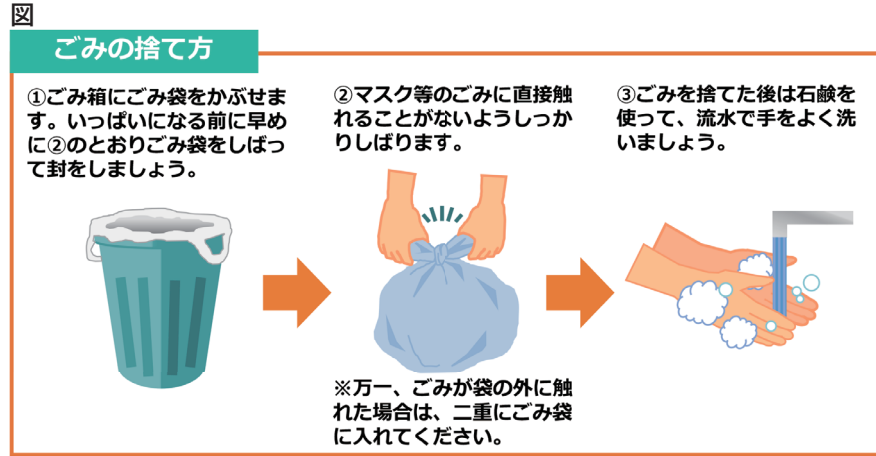 図
ごみの捨て方
①ごみ箱にごみ袋をかぶせま
す。いっぱいになる前に早め
に②のとおりごみ袋をしばっ
て封をしましょう。
②マスク等のごみに直接触
れることがないようしっか
りしばります。
※万一、ごみが袋の外に触
れた場合は、二重にごみ袋
に入れてください。
③ごみを捨てた後は石鹸を
使って、流水で手をよく洗
いましょう。